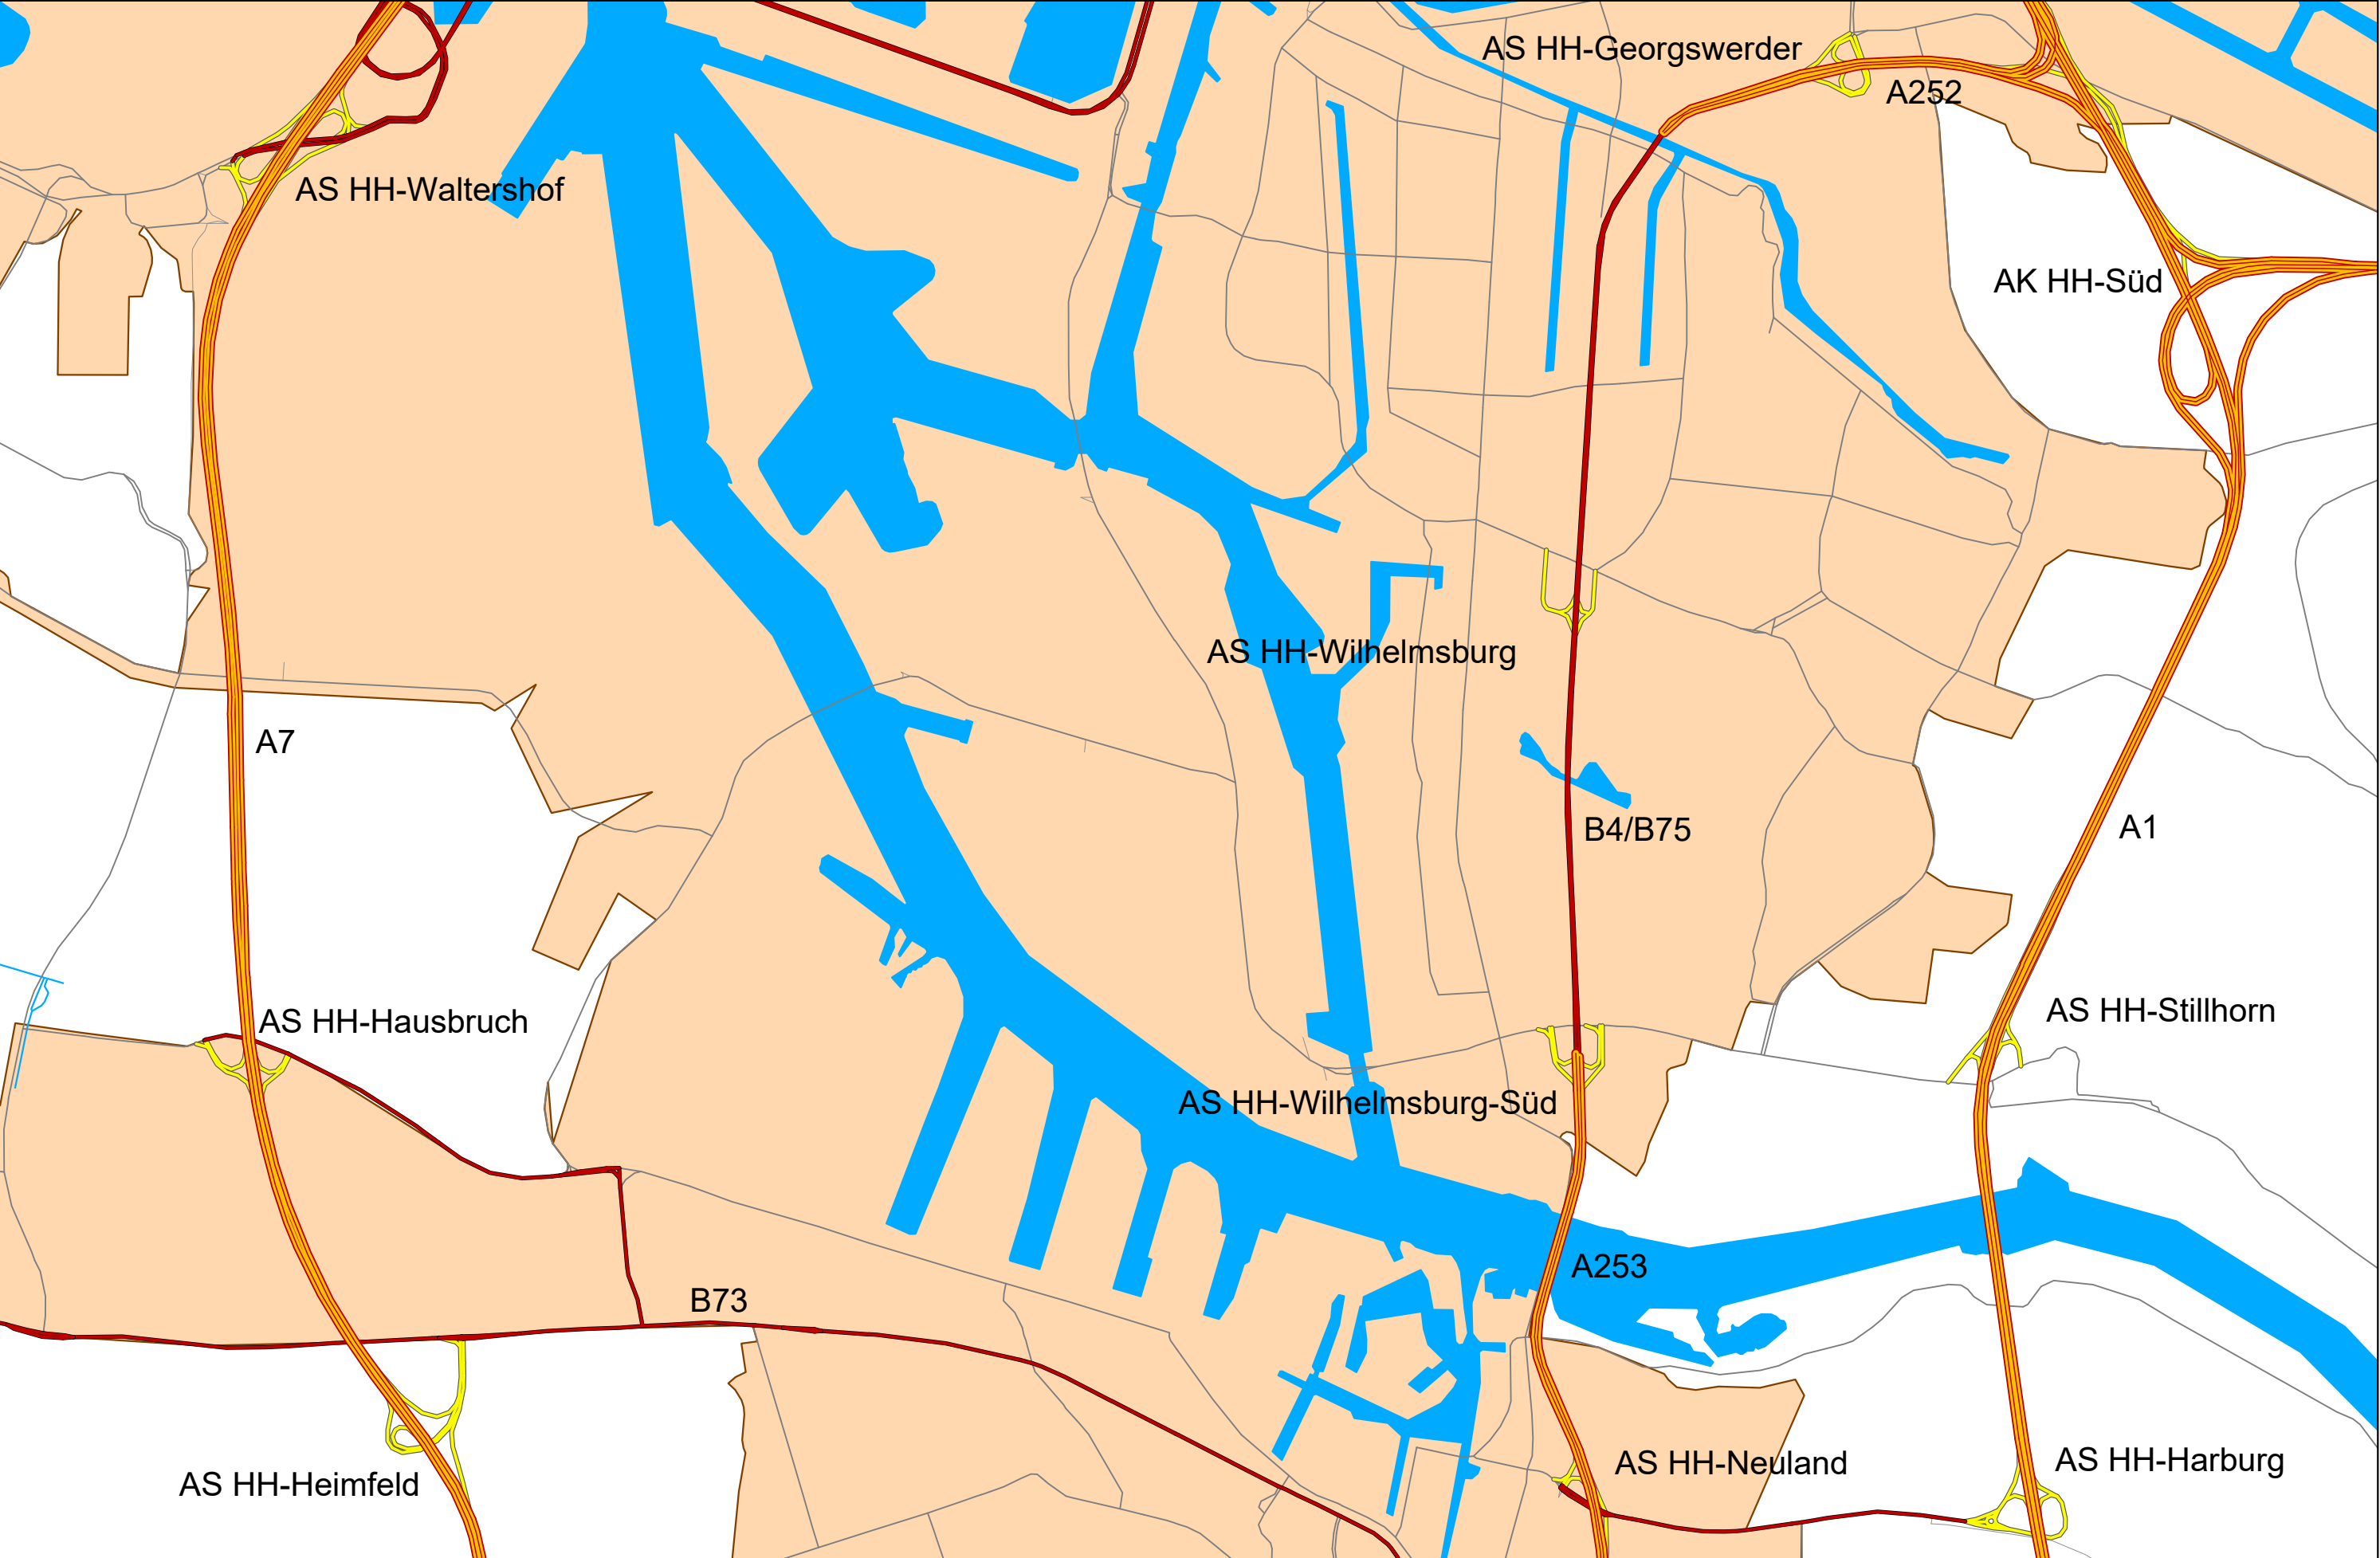 AS HH-Georgswerder
A252
AS HH-Waltershof
AK HH-Süd
AS HH-Wilhelmsburg
A7
B4/B75
A1
AS HH-Hausbruch
AS HH-Stillhorn
AS HH-Wilhelmsburg-Süd
A253
B73
AS HH-Neuland
AS HH-Harburg
AS HH-Heimfeld